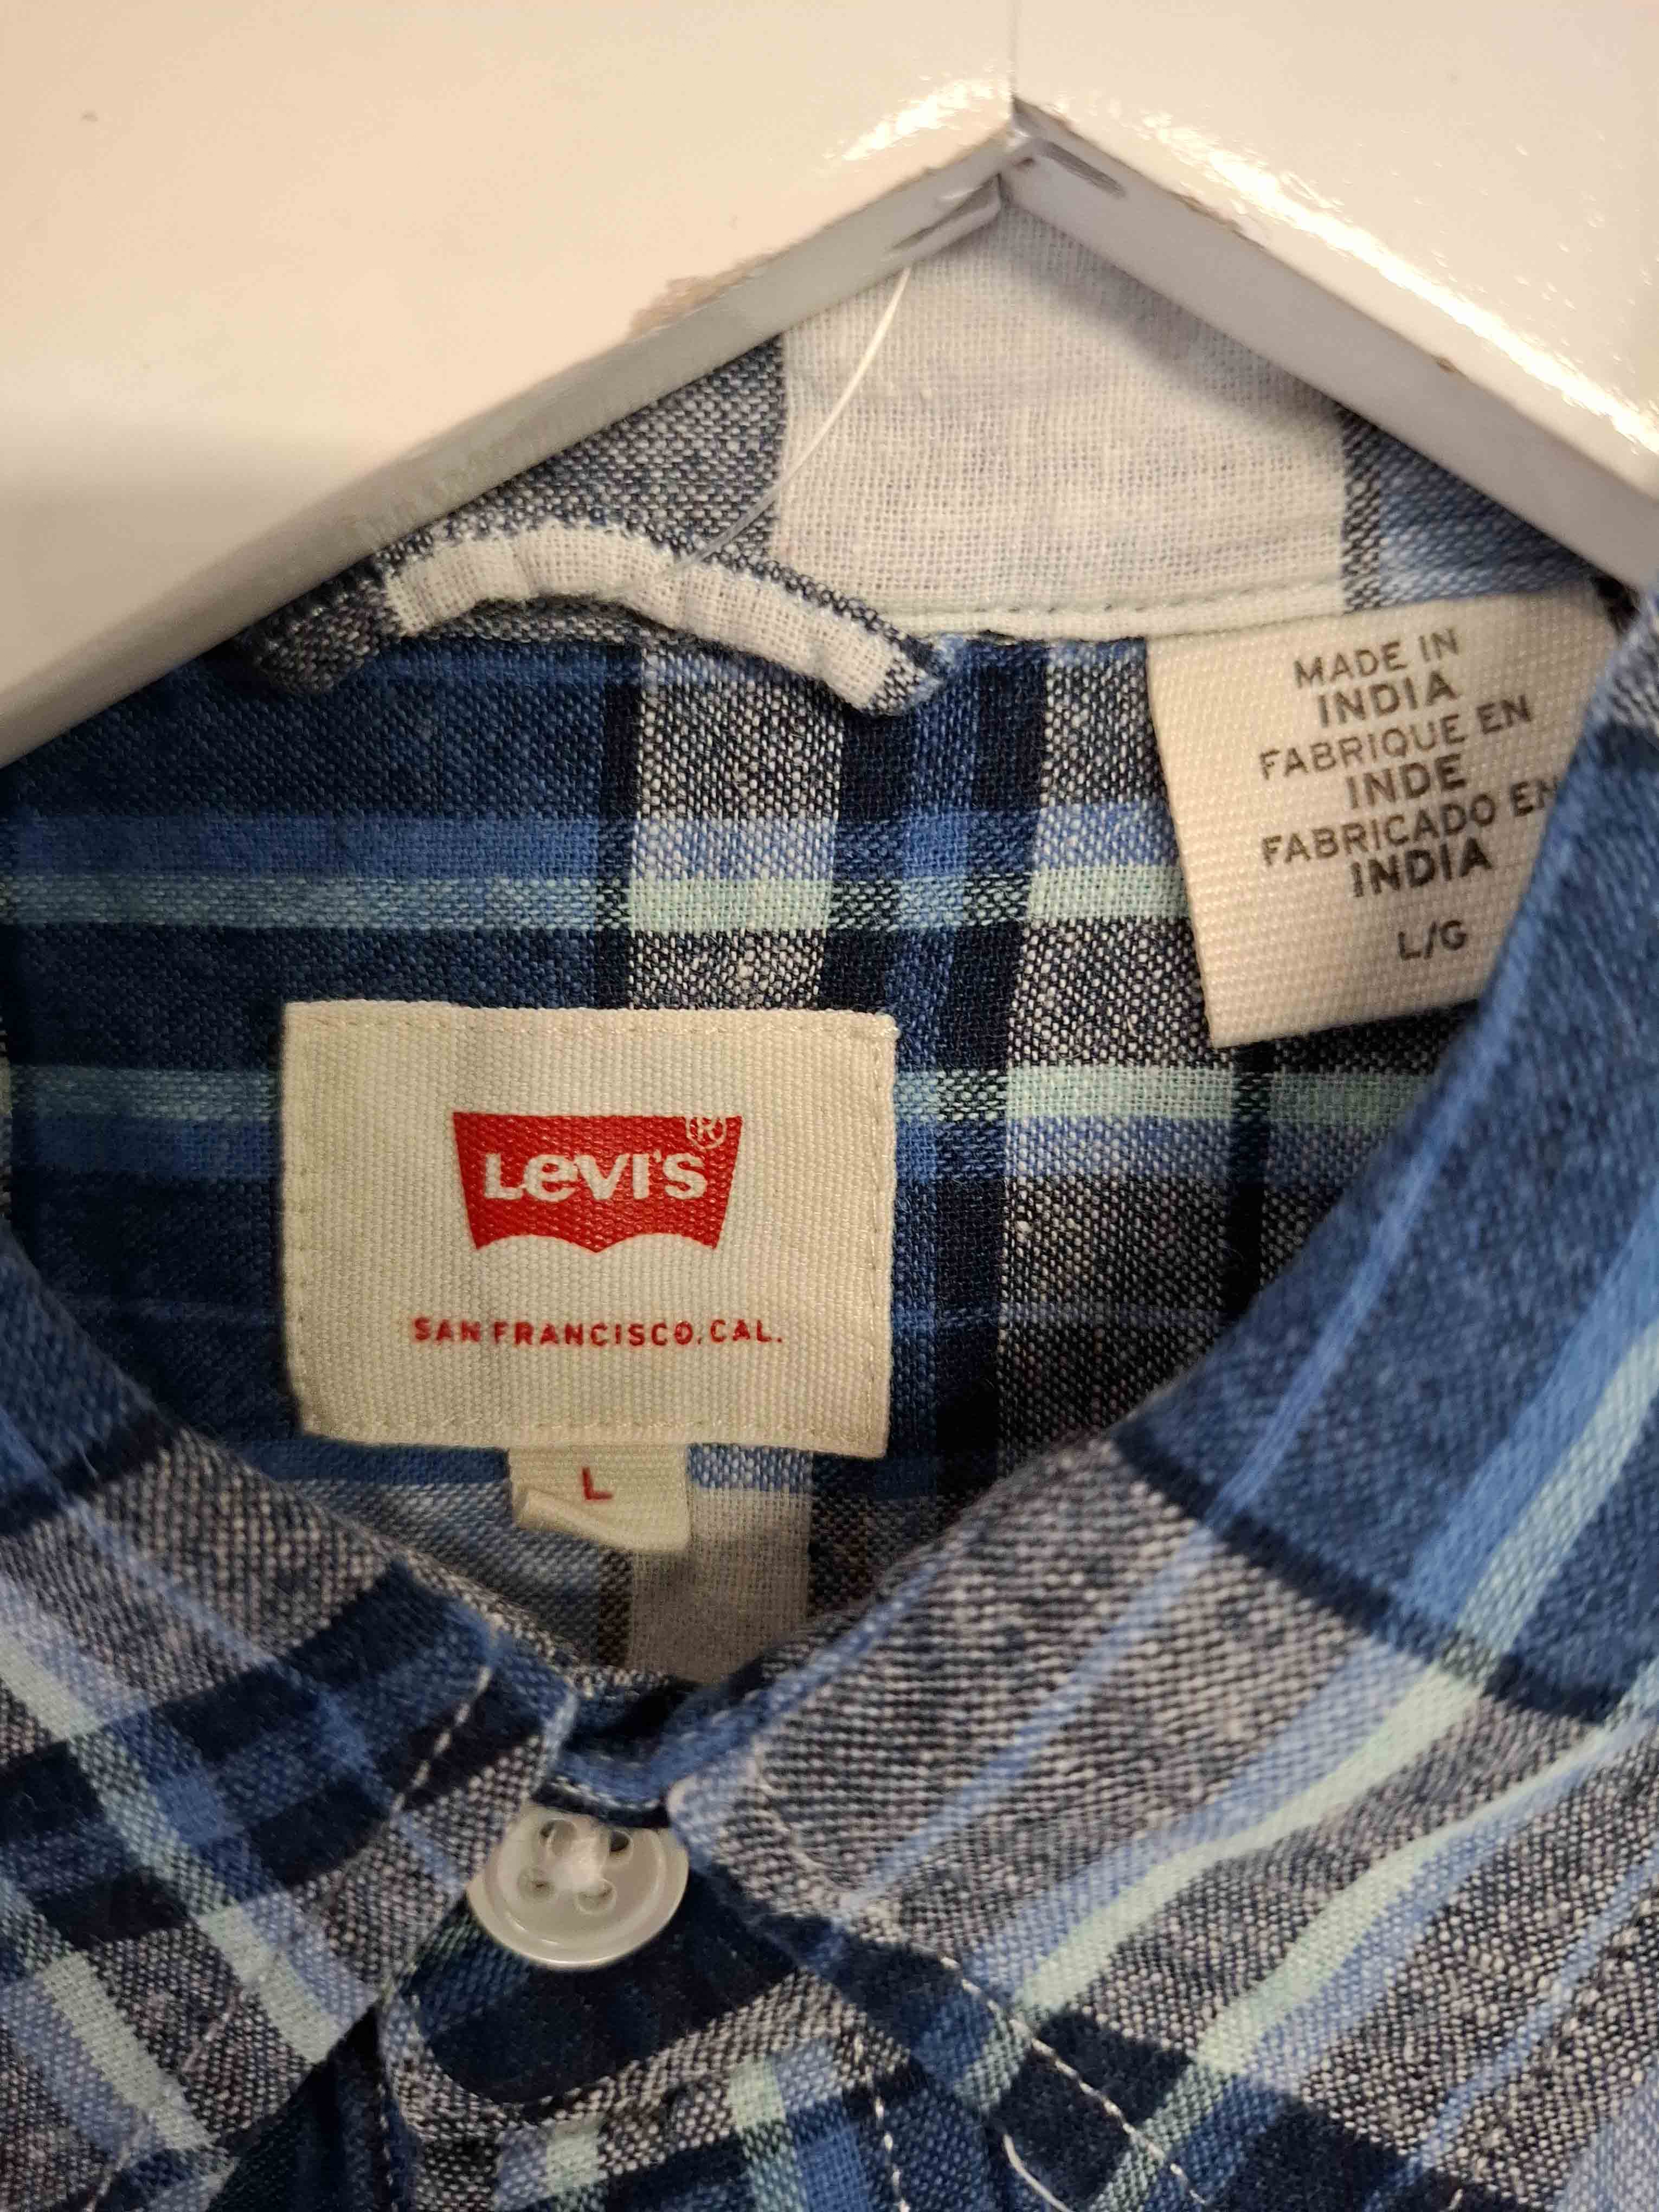 MADE IN
INDIA
FABRIQUE EN
INDE
FABRICADO EN
INDIA
L/G
Levi's®
SAN FRANCISCO, CAL.
L